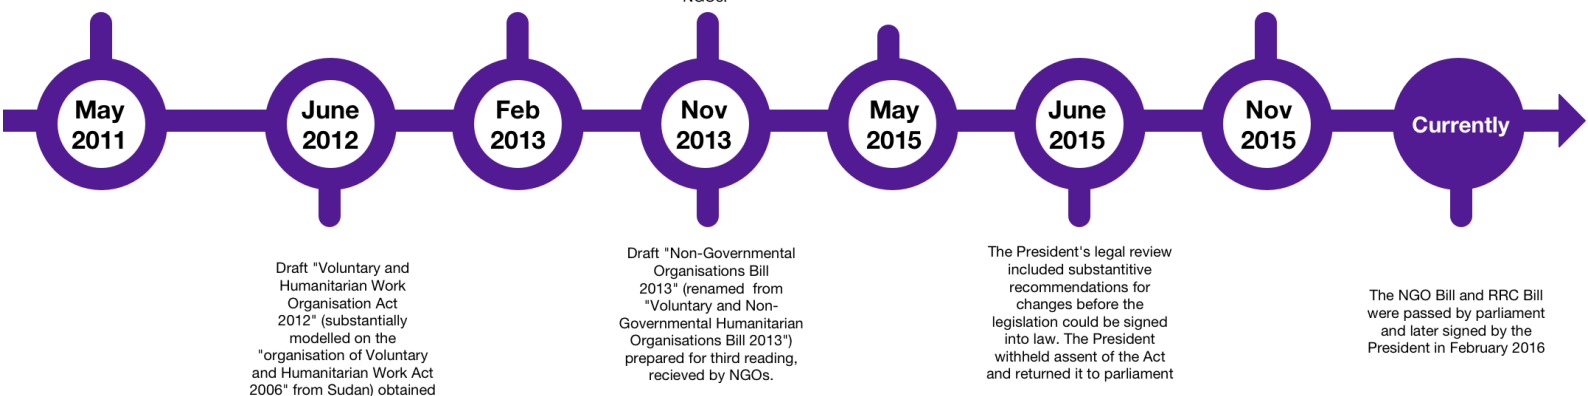 NGOs.
May
2011
June
2012
Feb
2013
Nov
2013
May
2015
June
2015
Nov
2015
Currently
Draft "Voluntary and
Humanitarian Work
Organisation Act
2012" (substantially
modelled on the
"organisation of Voluntary
and Humanitarian Work Act
2006" from Sudan) obtained
Draft "Non-Governmental
Organisations Bill
2013" (renamed  from
"Voluntary and Non-
Governmental Humanitarian
Organisations Bill 2013")
prepared for third reading,
recieved by NGOs.
The President's legal review
included substantitive
recommendations for
changes before the
legislation could be signed
into law. The President
withheld assent of the Act
and returned it to parliament
The NGO Bill and RRC Bill
were passed by parliament
and later signed by the
President in February 2016